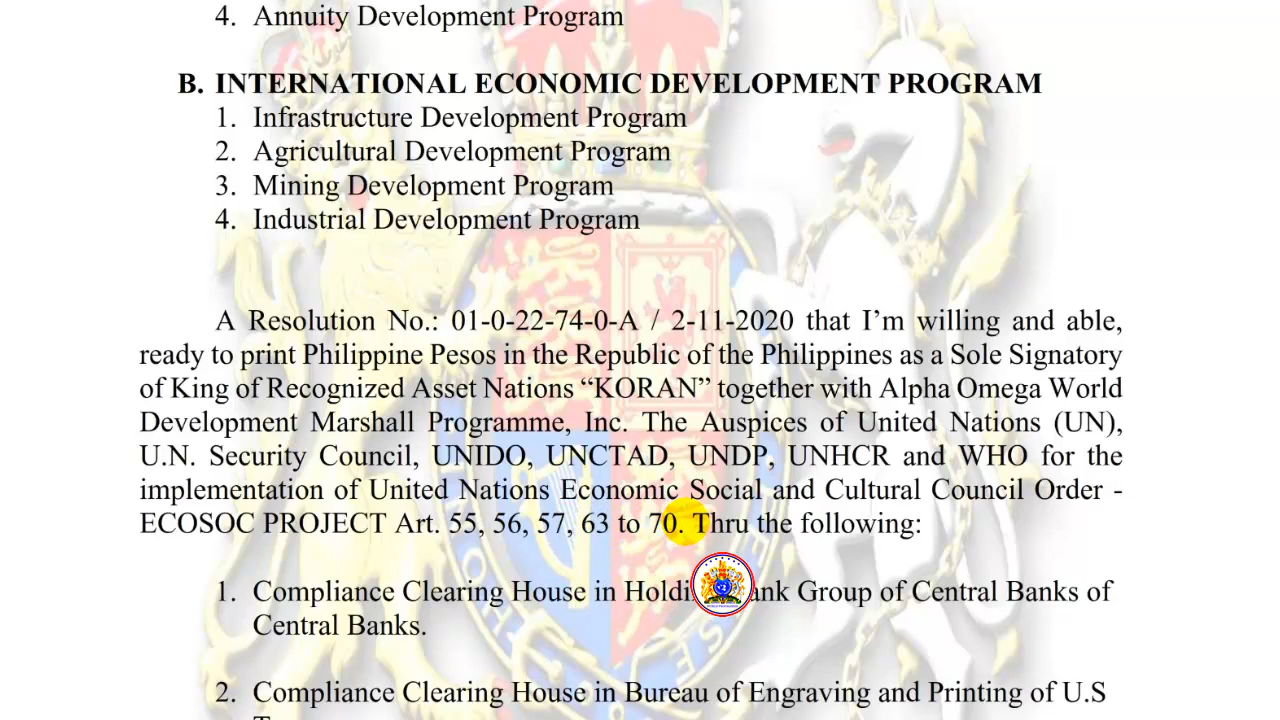 4. Annuity Development Program
B. INTERNATIONAL ECONOMIC DEVELOPMENT PROGRAM
1. Infrastructure Development Program
2. Agricultural Development Program
3. Mining Development Program
4. Industrial Development Program
A Resolution No.: 01-0-22-74-0-A / 2-11-2020 that I’m willing and able,
ready to print Philippine Pesos in the Republic of the Philippines as a Sole Signatory
of King of Recognized Asset Nations “KORAN” together with Alpha Omega World
Development Marshall Programme, Inc. The Auspices of United Nations (UN),
U.N. Security Council, UNIDO, UNCTAD, UNDP, UNHCR and WHO for the
implementation of United Nations Economic Social and Cultural Council Order -
ECOSOC PROJECT Art. 55, 56, 57, 63 to 70. Thru the following:
1. Compliance Clearing House in Group of Central Banks of
Central Banks.
2. Compliance Clearing House in Bureau of Engraving and Printing of U.S